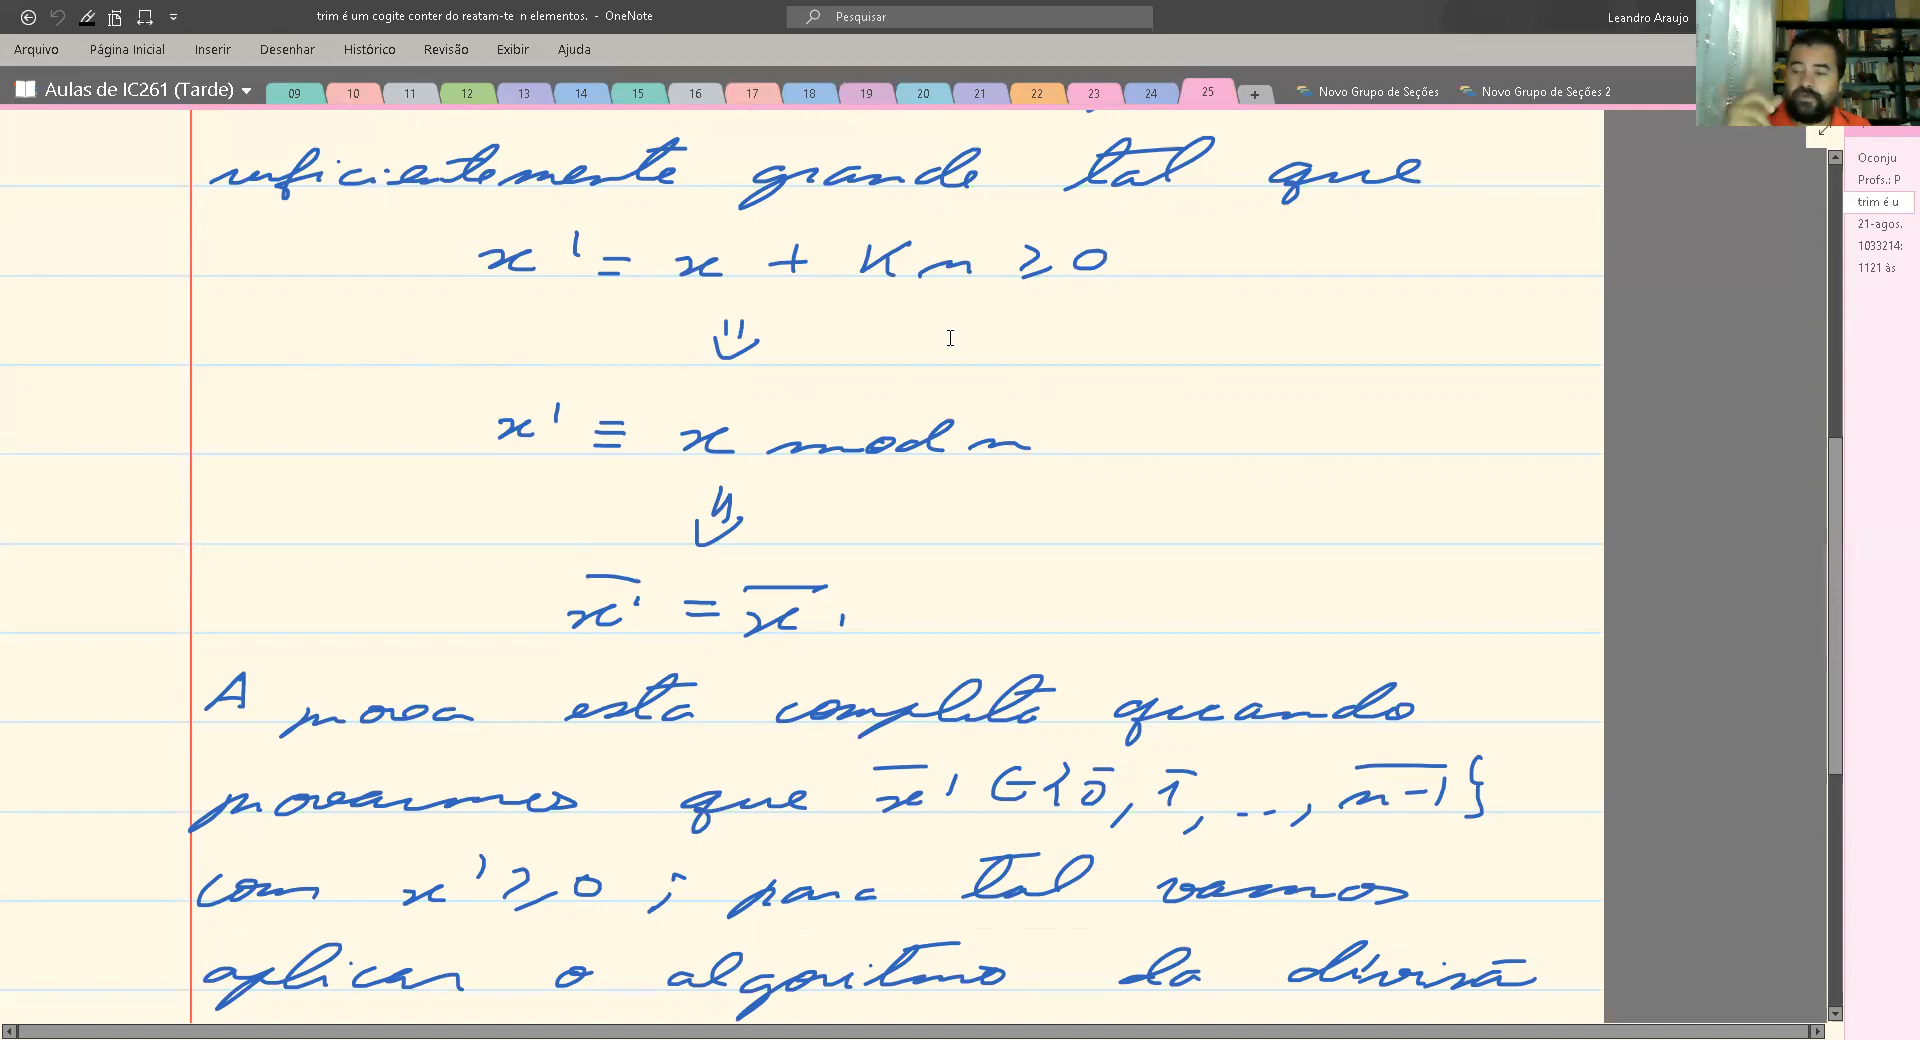 trim é um cogite conter do reatam-te n elementos. - OneNote
Pesquisar
Leandro Araujo
Arquivo Página Inicial Inserir Desenhar Histórico Revisão Exibir Ajuda
Aulas de IC261 (Tarde) 09 10 11 12 13 14 15 16 17 18 19 20 21 22 23 24 25 + Novo Grupo de Seções Novo Grupo de Seções 2
suficientemente grande tal que
x' = x + Kn ≥ 0
⇓
x' ≡ x mod n
⇓
x̄' = x̄.
A prova esta completa quando
provarmos que x̄' ∈ {0̄, 1̄, ..., n̅-̅1̅}
com x' ≥ 0; para tal vamos
aplicar o algoritmo da divisã
Oconju
Profs.: P
trim é u
21-agos.
1033214:
1121 às